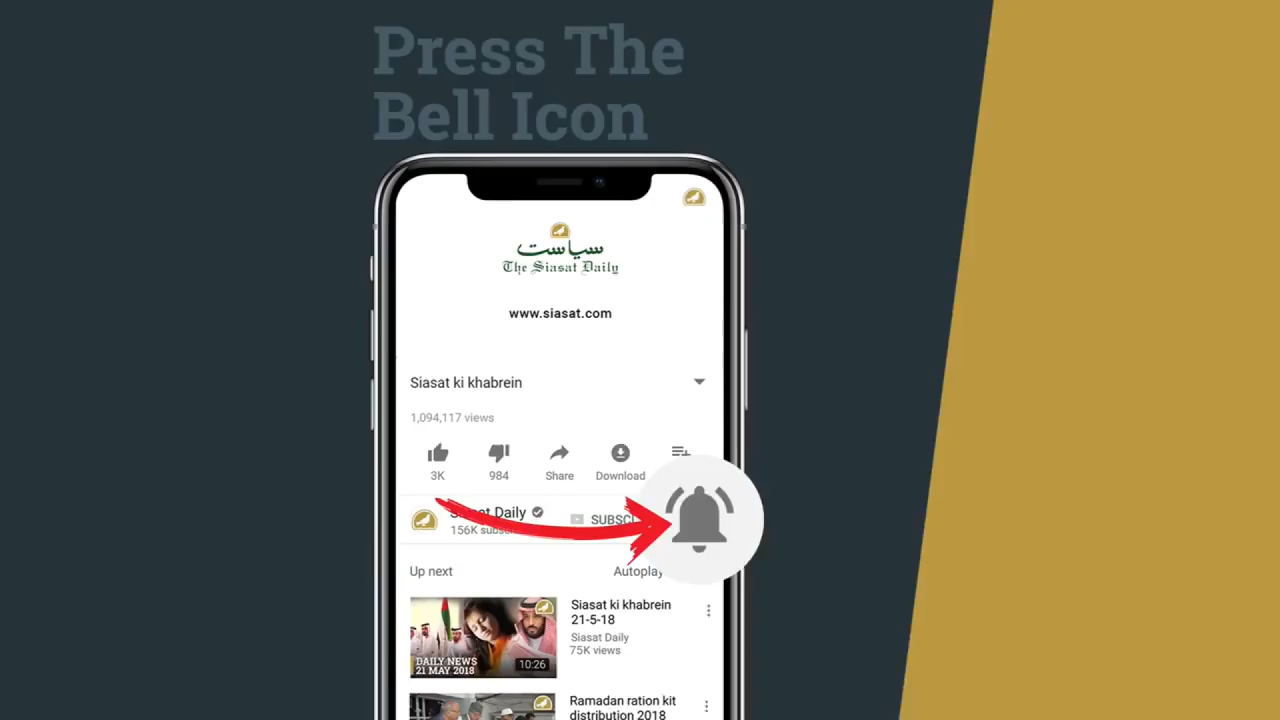 Press The
Bell Icon
سیاست
The Siasat Daily
www.siasat.com
Siasat ki khabrein
1,094,117 views
3K
984
Share
Download
Siasat Daily
SUBSC
156K
Up next
Autoplay
Siasat ki khabrein
21-5-18
Siasat Daily
75K views
DAILY NEWS
21 MAY 2018
10:26
Ramadan ration kit
distribution 2018